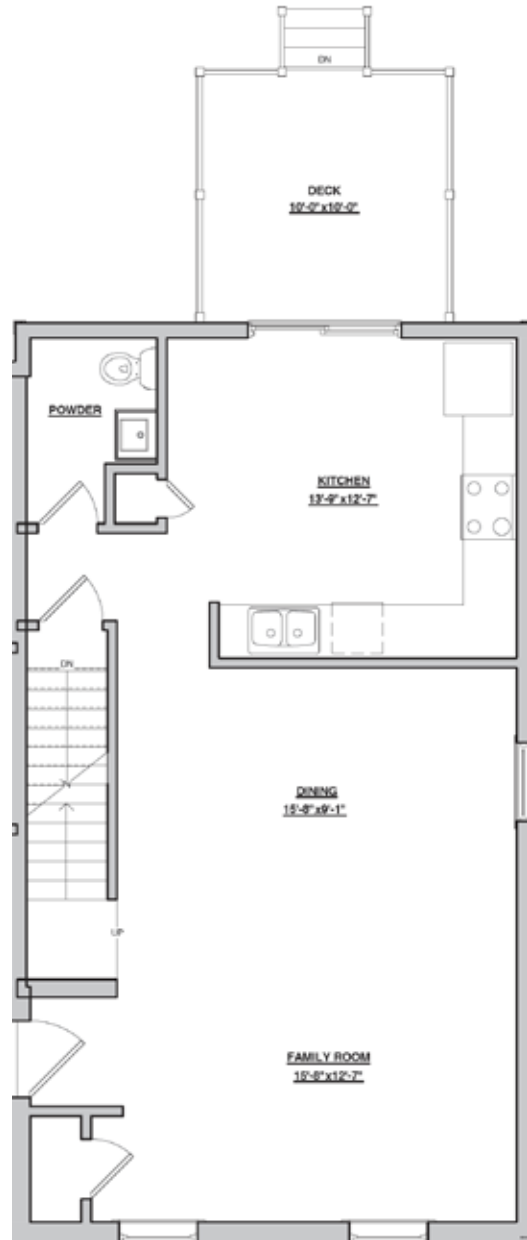 DN
DECK
10'-0"x10'-0"
POWDER
KITCHEN
13'-9"x12'-7"
DN
DINING
15'-8"x9'-1"
UP
FAMILY ROOM
15'-8"x12'-7"